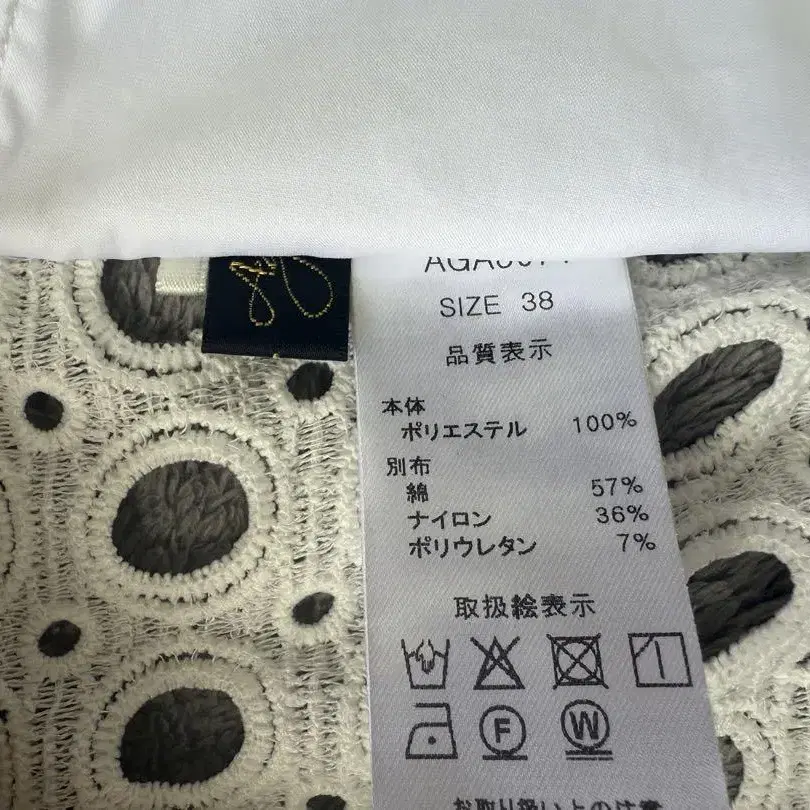 SIZE 38
品質表示
本体
ポリエステル 100%
別布
綿 57%
ナイロン 36%
ポリウレタン 7%
取扱絵表示
F W